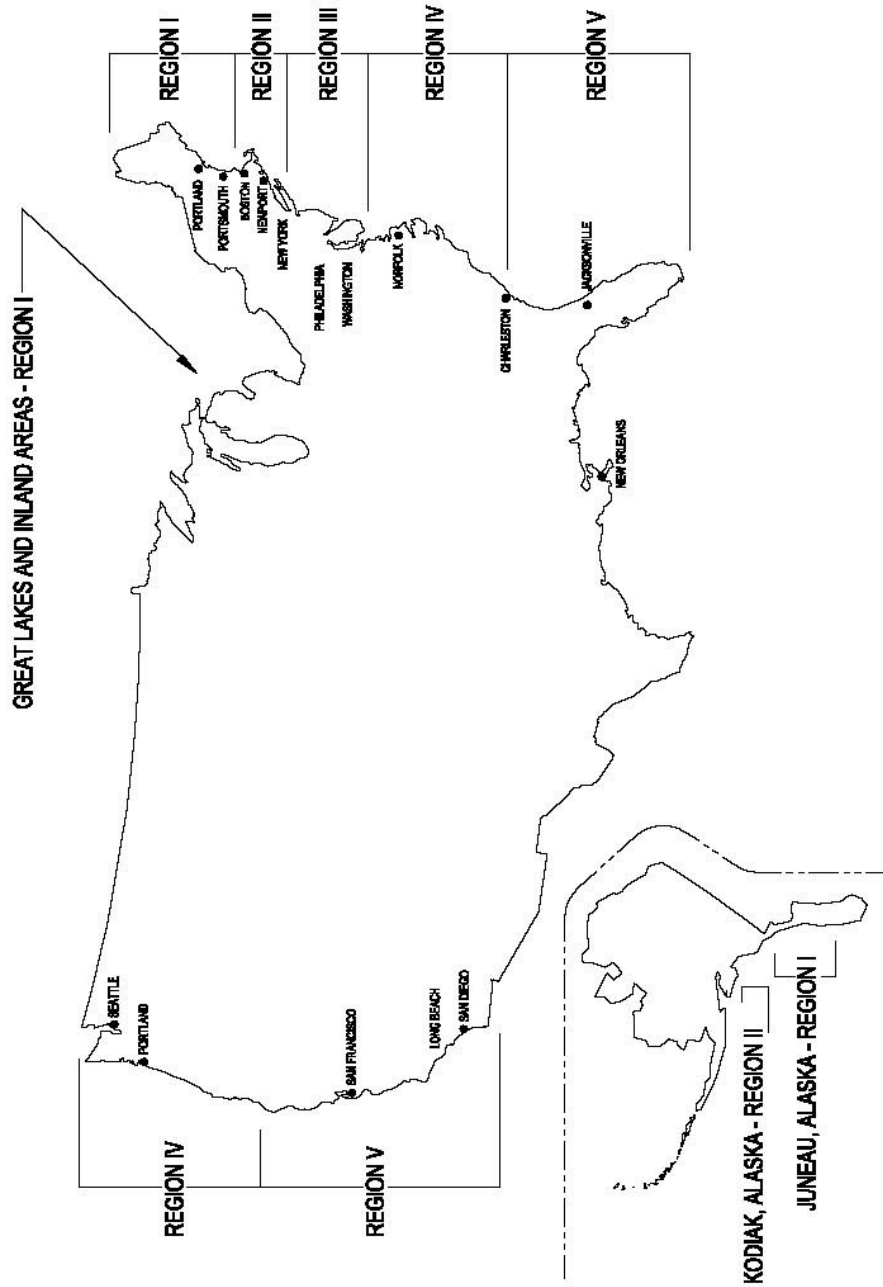 GREAT LAKES AND INLAND AREAS - REGION I
REGION IV
REGION V
SEATTLE
PORTLAND
SAN FRANCISCO
LONG BEACH
SAN DIEGO
PORTLAND
PORTSMOUTH
BOSTON
NEWPORT
NEW YORK
PHILADELPHIA
WASHINGTON
NORFOLK
CHARLESTON
JACKSONVILLE
NEW ORLEANS
REGION I
REGION II
REGION III
REGION IV
REGION V
KODIAK, ALASKA - REGION II
JUNEAU, ALASKA - REGION I